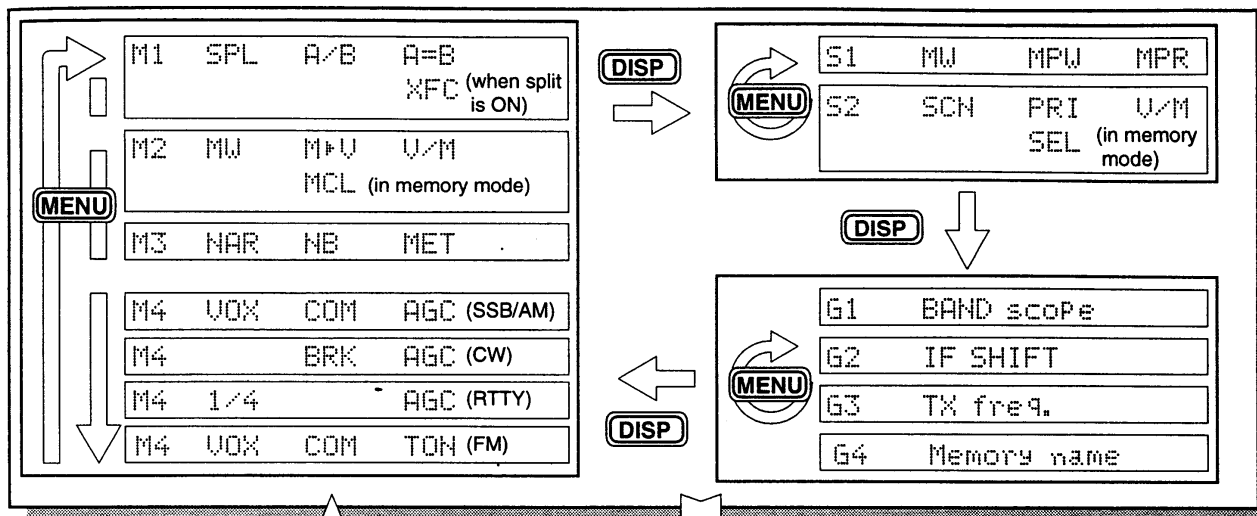 M1 SPL A/B A=B
XFC (when split
is ON)
M2 MW M▶V V/M
MCL (in memory mode)
MENU
M3 NAR NB MET
M4 VOX COM AGC (SSB/AM)
M4 BRK AGC (CW)
M4 1/4 AGC (RTTY)
M4 VOX COM TON (FM)
DISP
S1 MW MPW MPR
MENU
S2 SCN PRI V/M
SEL (in memory
mode)
DISP
G1 BAND scope
G2 IF SHIFT
MENU
G3 TX freq.
G4 Memory name
DISP